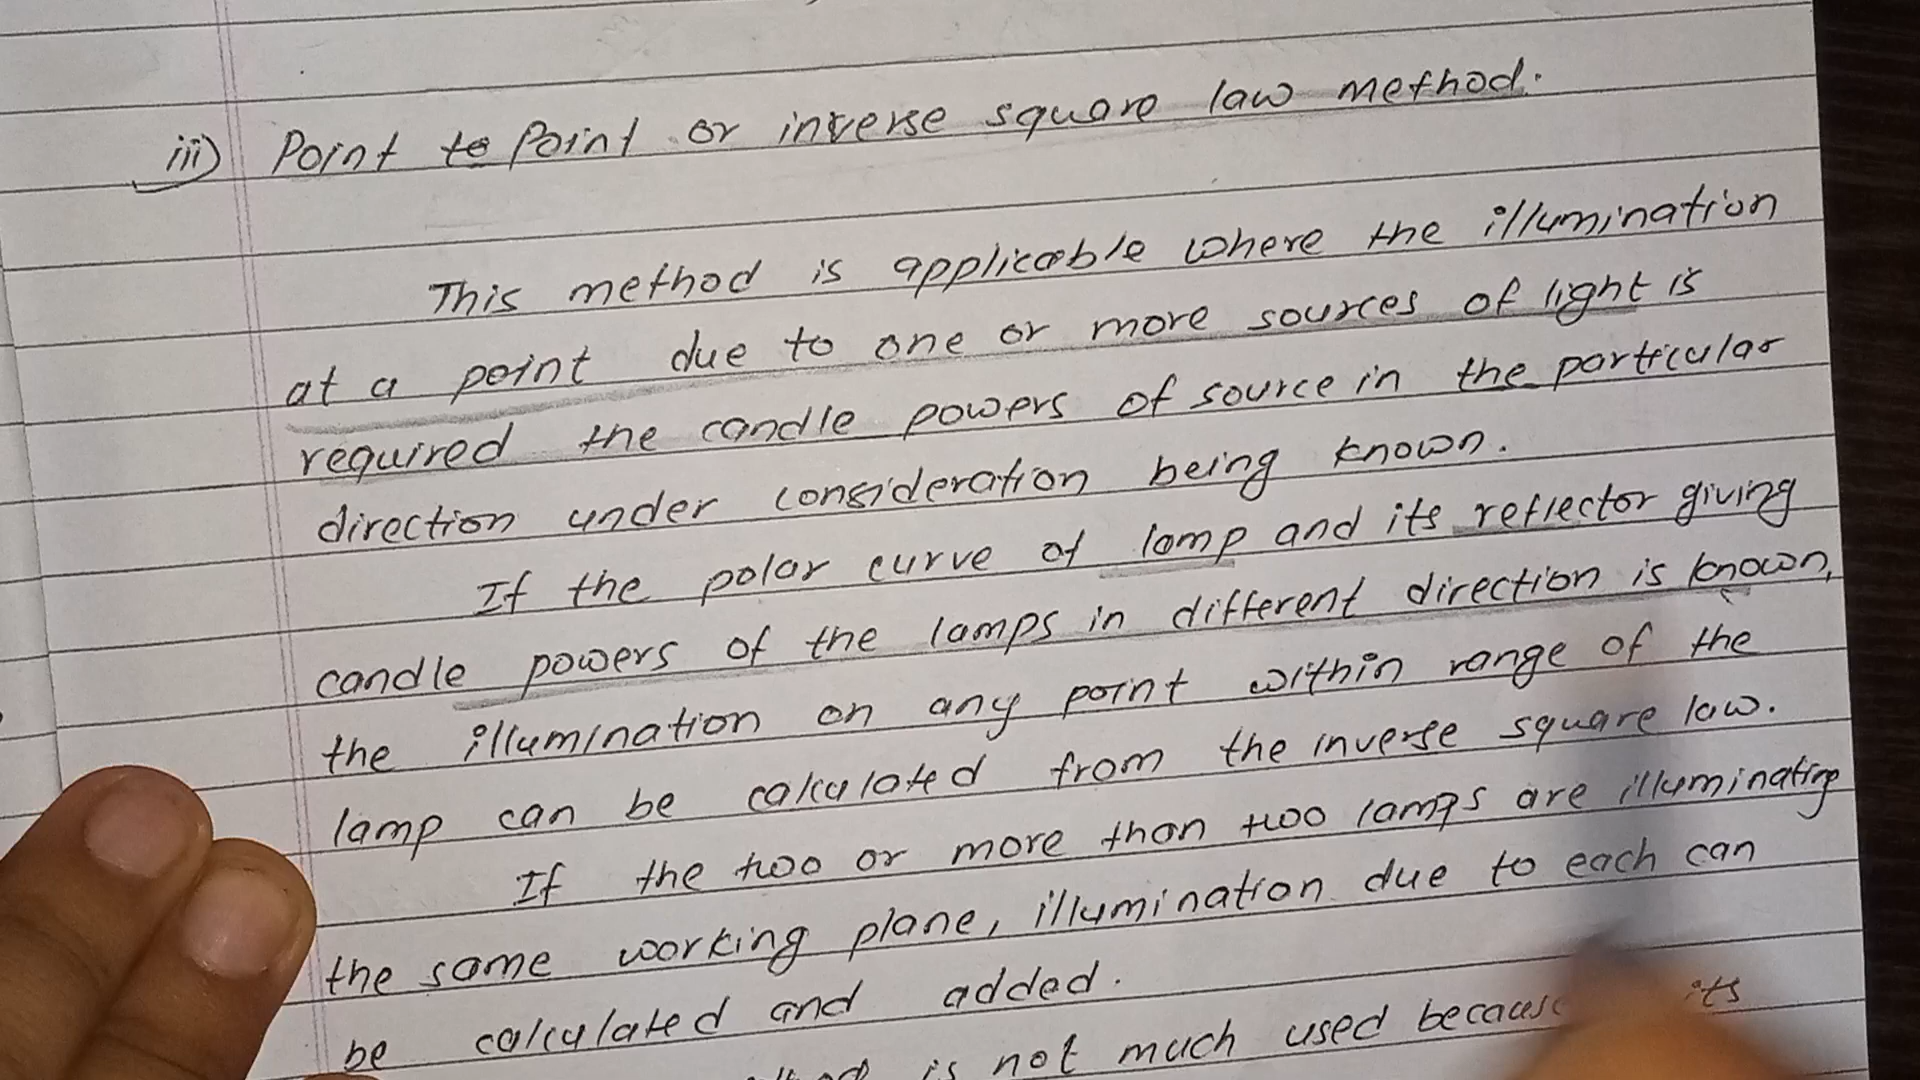 iii) Point to Point or inverse square law method.
This method is applicable where the illumination
at a point due to one or more sources of light is
required the candle powers of source in the particular
direction under consideration being known.
If the polar curve of lamp and its reflector giving
candle powers of the lamps in different direction is known,
the illumination on any point within range of the
lamp can be calculated from the inverse square law.
If the two or more than two lamps are illuminating
the same working plane, illumination due to each can
be calculated and added.
is not much used because its